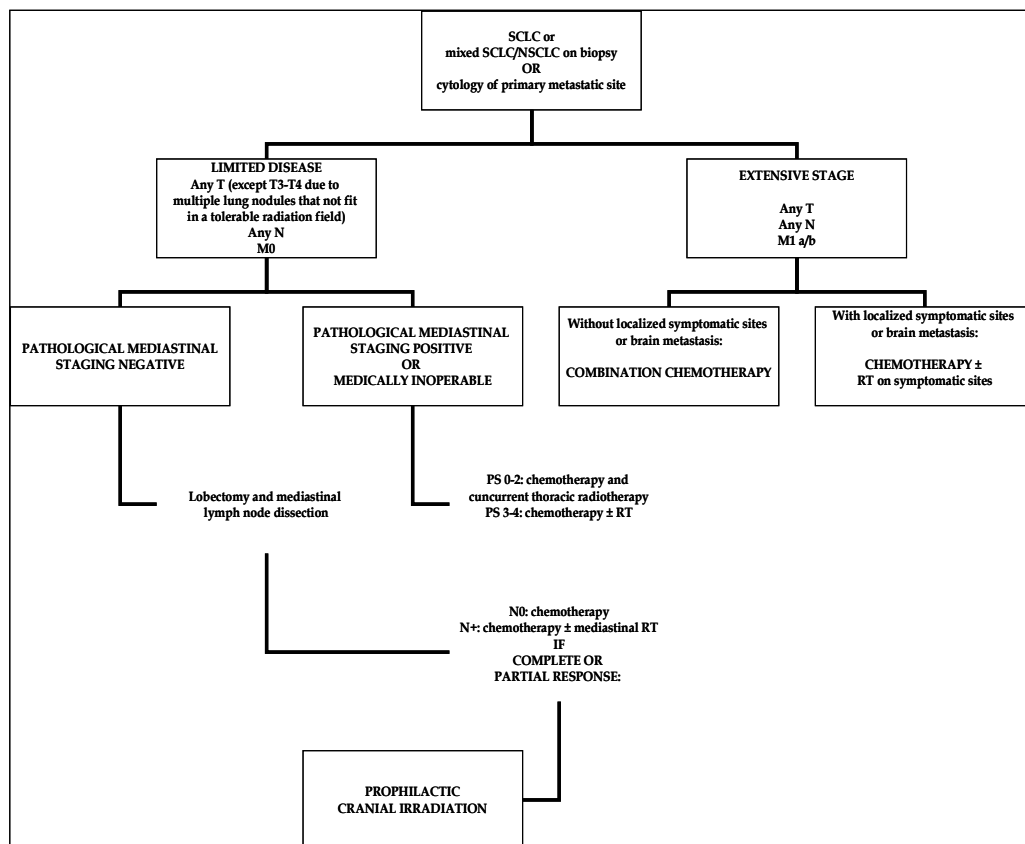 SCLC or
mixed SCLC/NSCLC on biopsy
OR
cytology of primary metastatic site
LIMITED DISEASE
Any T (except T3-T4 due to
multiple lung nodules that not fit
in a tolerable radiation field)
Any N
M0
EXTENSIVE STAGE
Any T
Any N
M1 a/b
PATHOLOGICAL MEDIASTINAL
STAGING NEGATIVE
PATHOLOGICAL MEDIASTINAL
STAGING POSITIVE
OR
MEDICALLY INOPERABLE
Without localized symptomatic sites
or brain metastasis:
COMBINATION CHEMOTHERAPY
With localized symptomatic sites
or brain metastasis:
CHEMOTHERAPY ±
RT on symptomatic sites
Lobectomy and mediastinal
lymph node dissection
PS 0-2: chemotherapy and
cuncurrent thoracic radiotherapy
PS 3-4: chemotherapy ± RT
N0: chemotherapy
N+: chemotherapy ± mediastinal RT
IF
COMPLETE OR
PARTIAL RESPONSE:
PROPHILACTIC
CRANIAL IRRADIATION